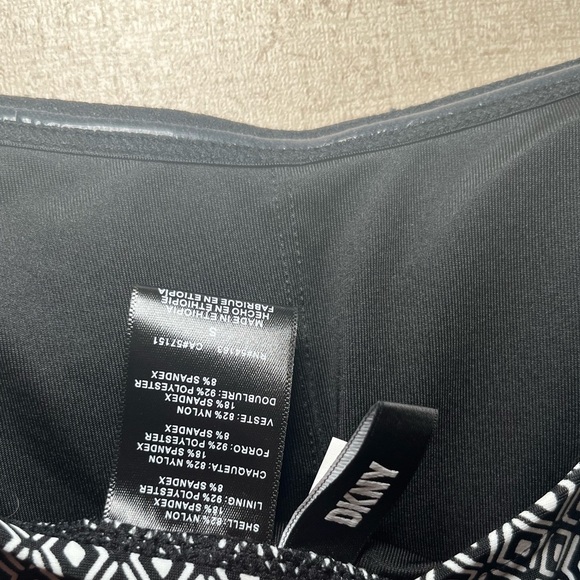 SHELL: 82% NYLON
18% SPANDEX
LINING: 92% POLYESTER
8% SPANDEX
CHAQUETA: 82% NYLON
18% SPANDEX
FORRO: 92% POLYESTER
8% SPANDEX
VESTE: 82% NYLON
18% SPANDEX
DOUBLURE: 92% POLYESTER
8% SPANDEX
CA#57151
S
MADE IN ETHIOPIE
HECHO EN ETIOPIA
FABRIQUE EN ETIOPÍA
DKNY